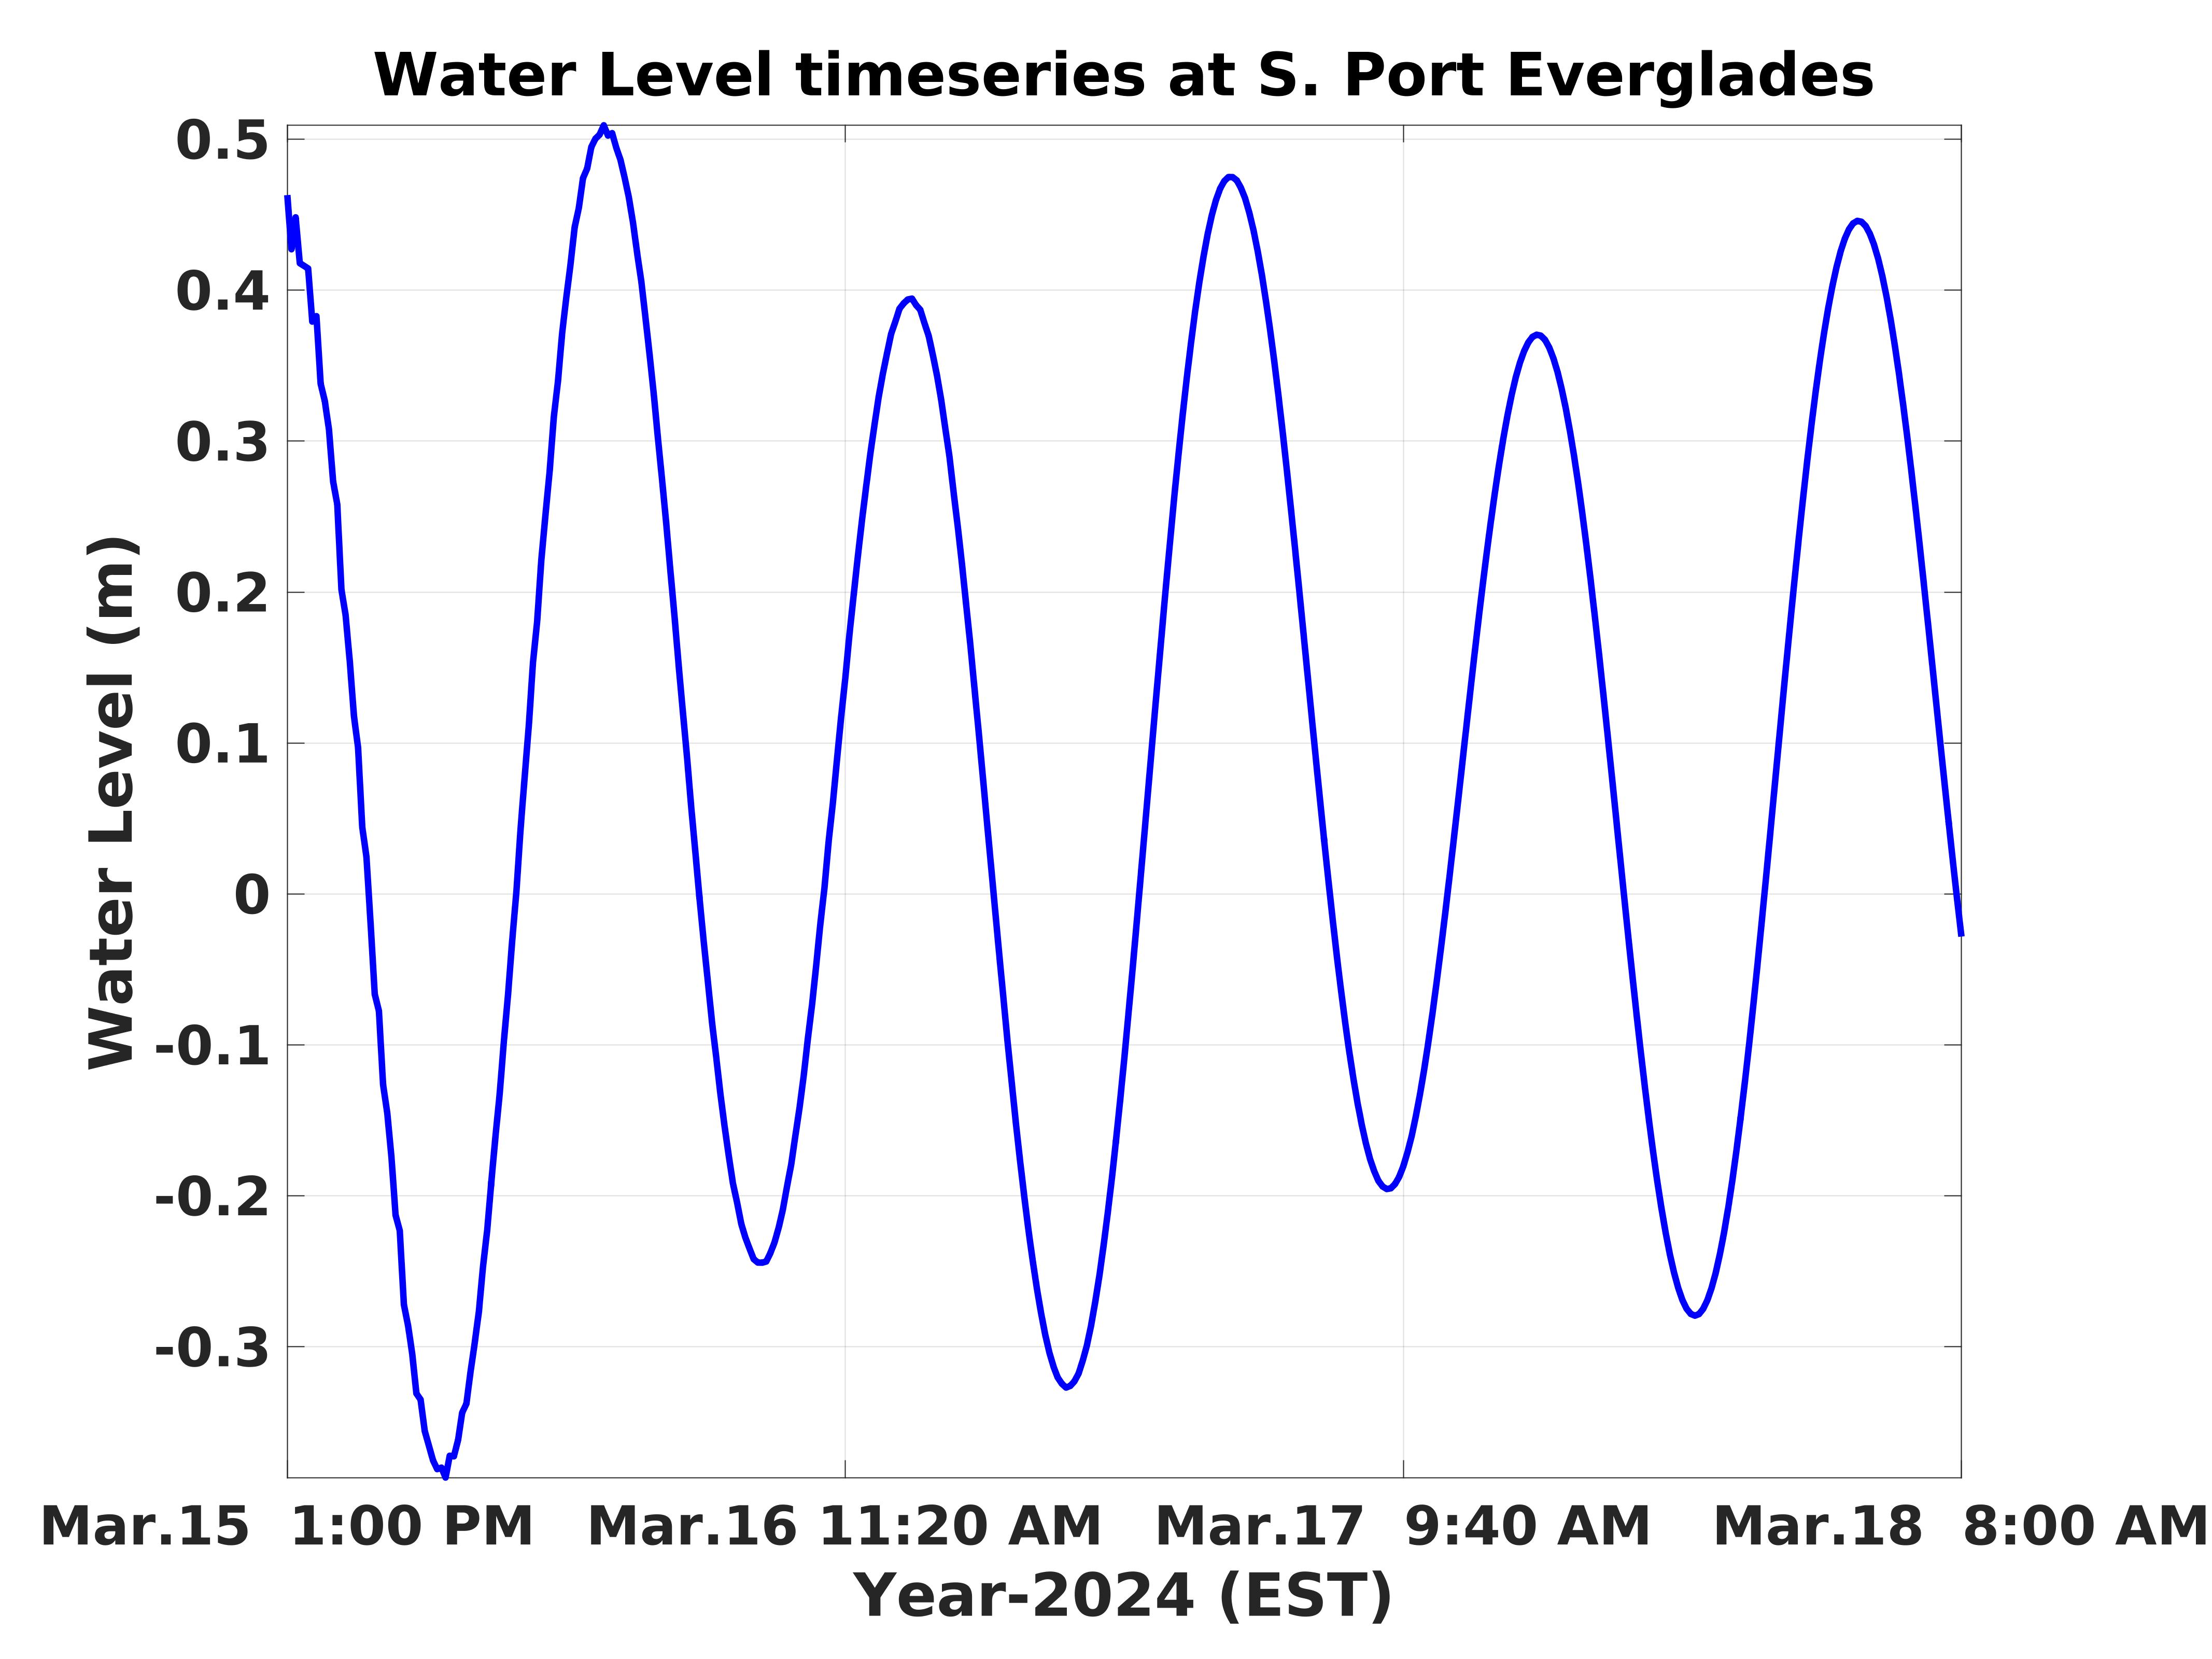 Water Level timeseries at S. Port Everglades
0.5
0.4
0.3
0.2
0.1
0
-0.1
-0.2
-0.3
Water Level (m)
Mar.15 1:00 PM Mar.16 11:20 AM Mar.17 9:40 AM Mar.18 8:00 AM
Year-2024 (EST)